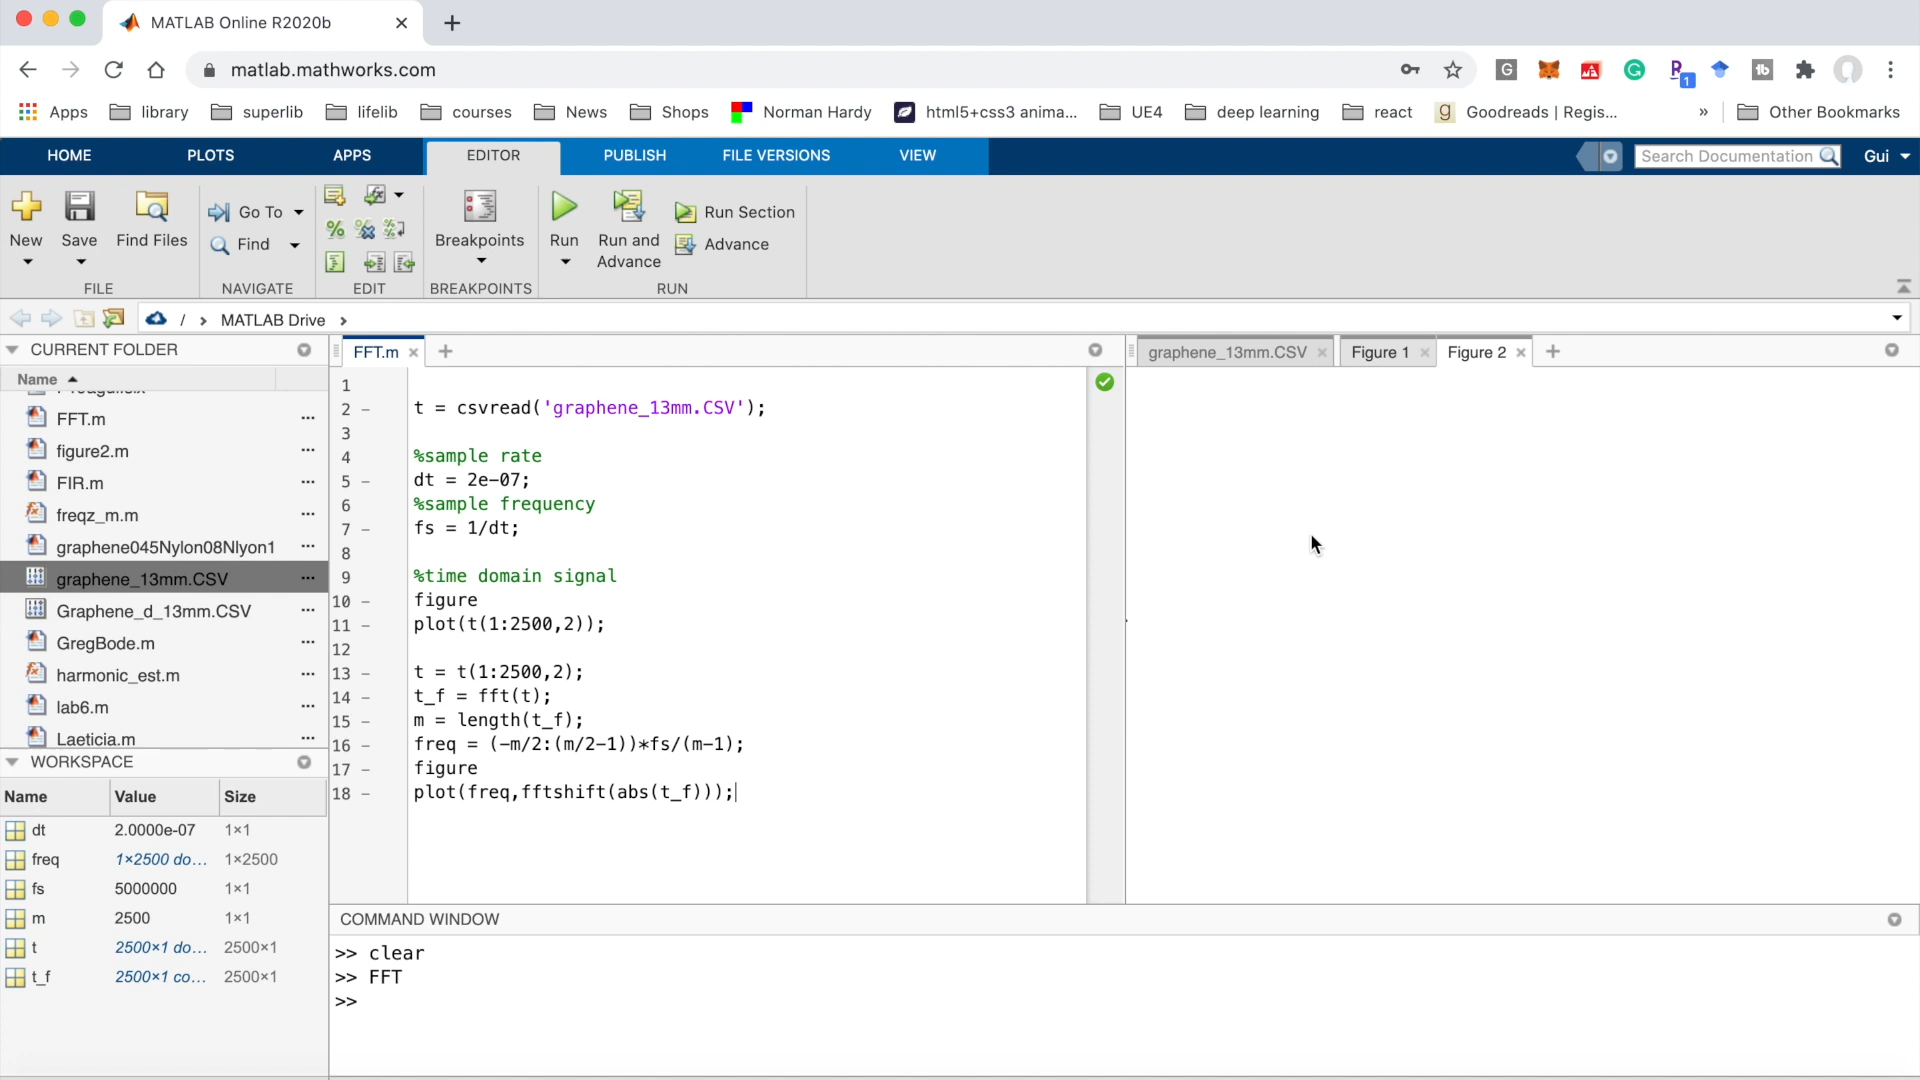 MATLAB Online R2020b
matlab.mathworks.com
Apps library superlib lifelib courses News Shops Norman Hardy html5+css3 anima... UE4 deep learning react Goodreads | Regis... » Other Bookmarks
HOME PLOTS APPS EDITOR PUBLISH FILE VERSIONS VIEW Search Documentation Gui
Go To Run Section
New Save Find Files Find Breakpoints Run Run and Advance Advance
FILE NAVIGATE EDIT BREAKPOINTS RUN
/ › MATLAB Drive ›
CURRENT FOLDER
Name
FFT.m
figure2.m
FIR.m
freqz_m.m
graphene045Nylon08Nlyon1
graphene_13mm.CSV
Graphene_d_13mm.CSV
GregBode.m
harmonic_est.m
lab6.m
Laeticia.m
WORKSPACE
Name Value Size
dt 2.0000e-07 1×1
freq 1×2500 do... 1×2500
fs 5000000 1×1
m 2500 1×1
t 2500×1 do... 2500×1
t_f 2500×1 co... 2500×1
FFT.m
1
2 – t = csvread('graphene_13mm.CSV');
3
4 %sample rate
5 – dt = 2e-07;
6 %sample frequency
7 – fs = 1/dt;
8
9 %time domain signal
10 – figure
11 – plot(t(1:2500,2));
12
13 – t = t(1:2500,2);
14 – t_f = fft(t);
15 – m = length(t_f);
16 – freq = (-m/2:(m/2-1))*fs/(m-1);
17 – figure
18 – plot(freq,fftshift(abs(t_f)));
graphene_13mm.CSV Figure 1 Figure 2
COMMAND WINDOW
>> clear
>> FFT
>>